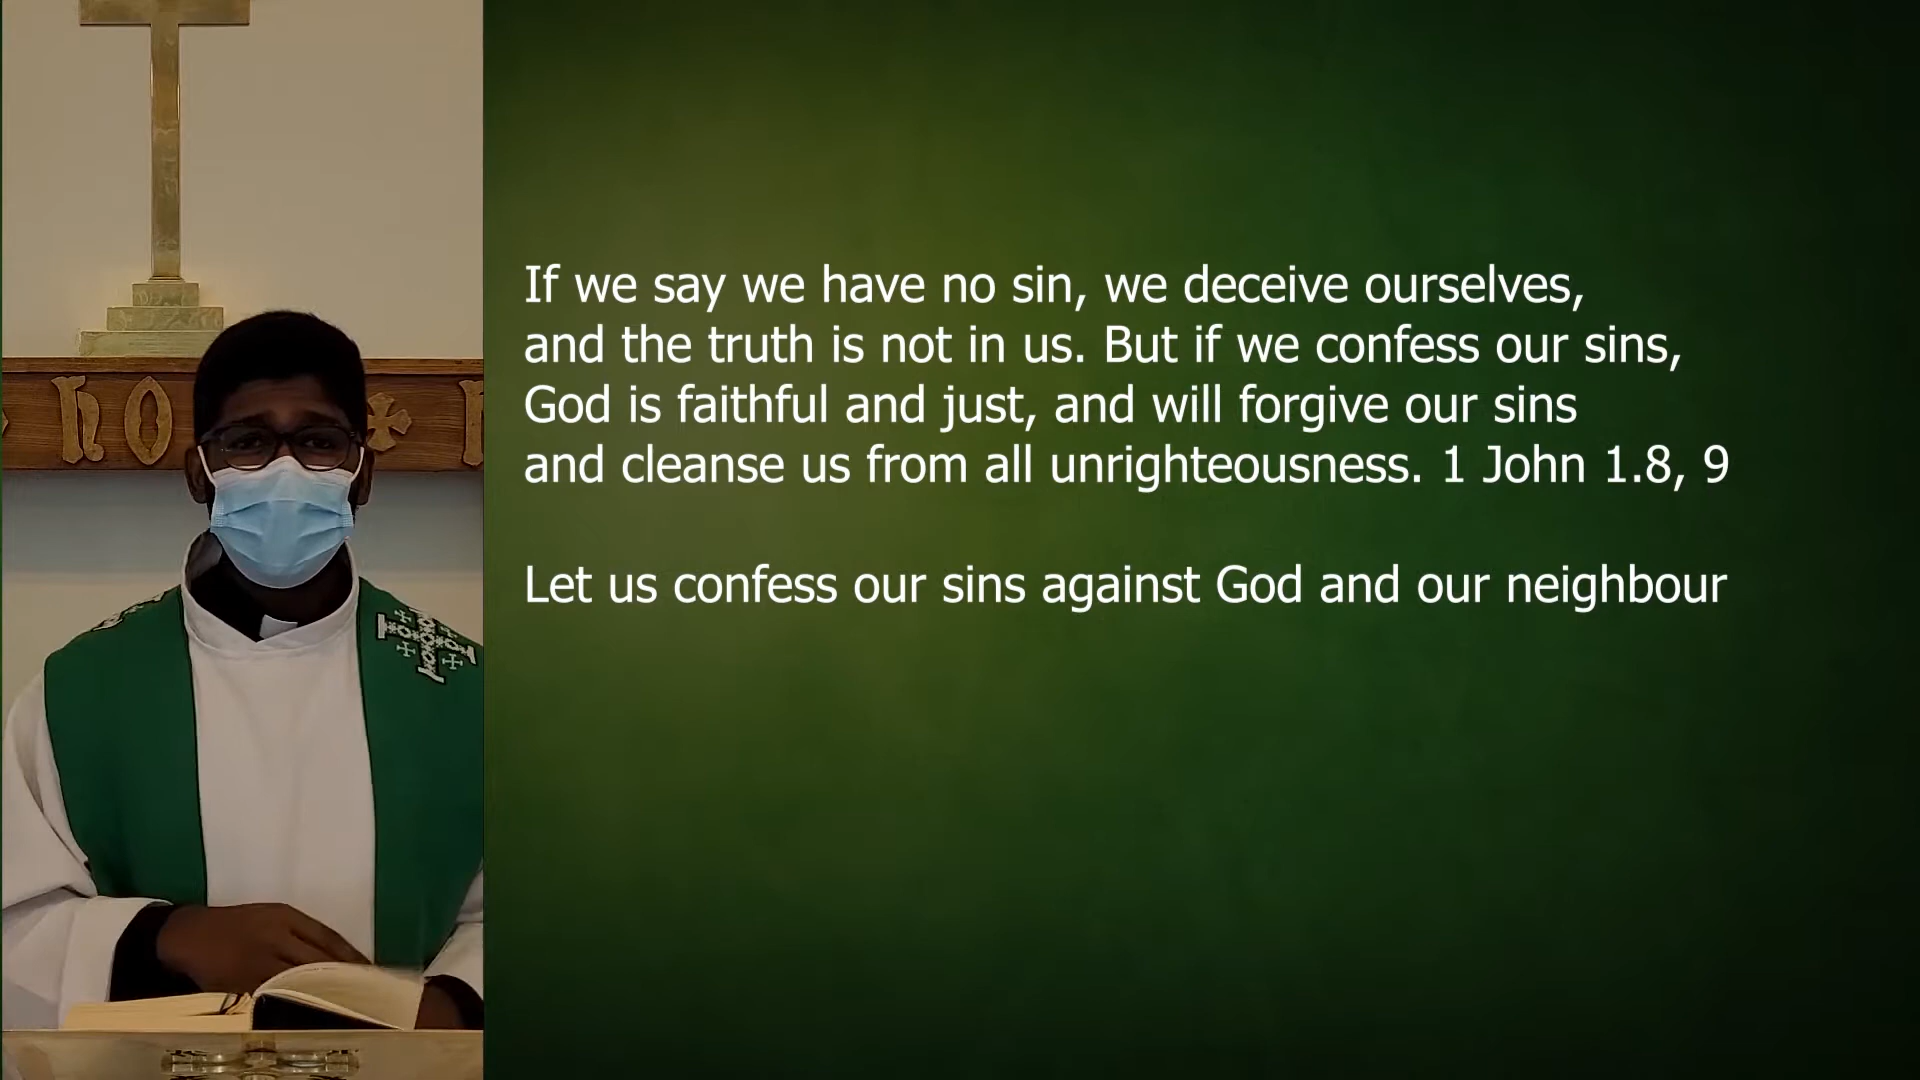 ho
If we say we have no sin, we deceive ourselves,
and the truth is not in us. But if we confess our sins,
God is faithful and just, and will forgive our sins
and cleanse us from all unrighteousness. 1 John 1.8, 9
Let us confess our sins against God and our neighbour